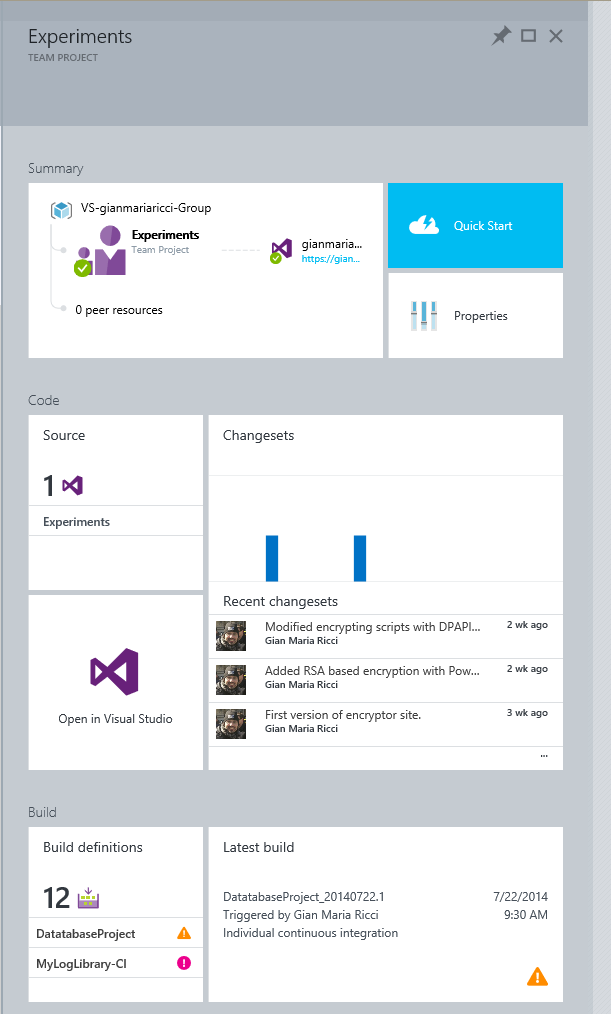 Experiments
TEAM PROJECT
Summary
VS-gianmariaricci-Group
Experiments
Team Project
gianmaria...
https://gian...
0 peer resources
Quick Start
Properties
Code
Source
1
Experiments
Open in Visual Studio
Changesets
Recent changesets
Modified encrypting scripts with DPAPI... 2 wk ago
Gian Maria Ricci
Added RSA based encryption with Pow... 2 wk ago
Gian Maria Ricci
First version of encryptor site. 3 wk ago
Gian Maria Ricci
...
Build
Build definitions
12
DatatabaseProject
MyLogLibrary-CI
Latest build
DatatabaseProject_20140722.1 7/22/2014
Triggered by Gian Maria Ricci 9:30 AM
Individual continuous integration